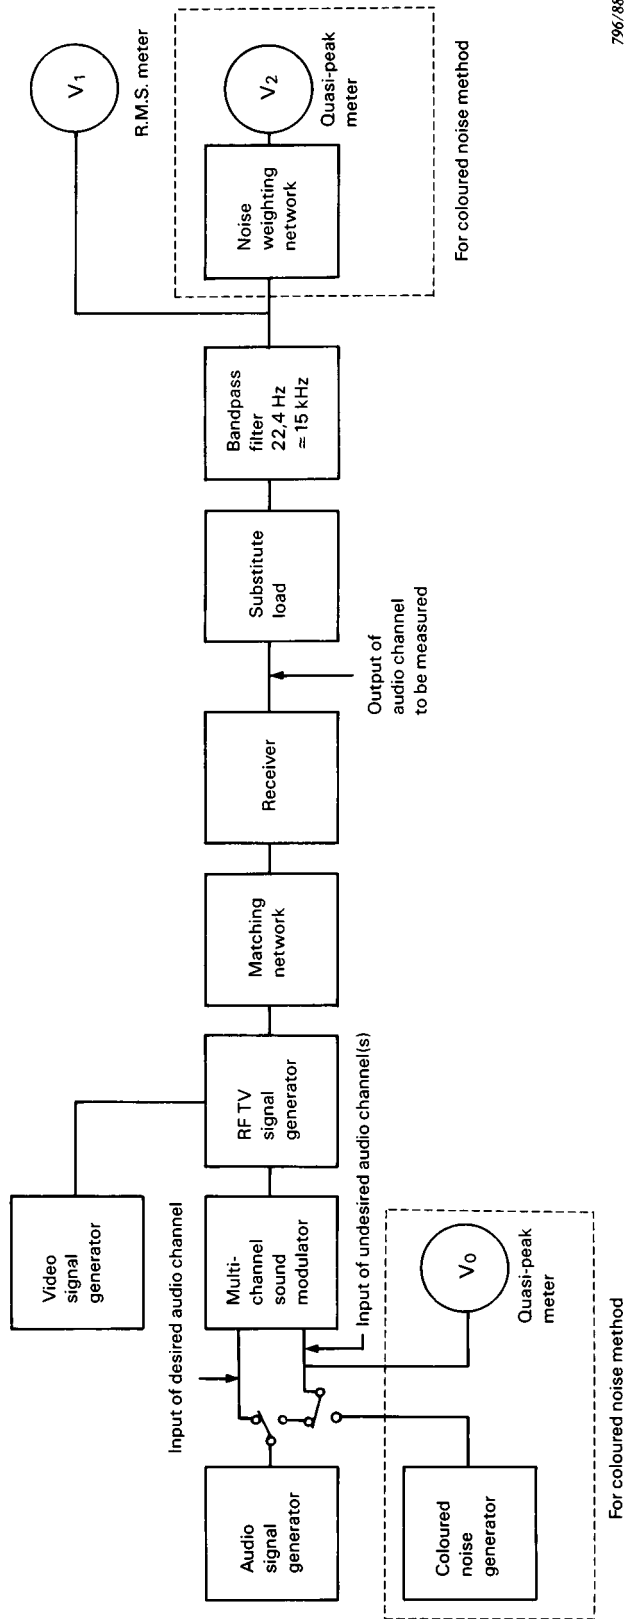 Video
signal
generator
Input of desired audio channel
Audio
signal
generator
Multi-
channel
sound
modulator
Input of undesired audio channel(s)
RF TV
signal
generator
Matching
network
Receiver
Output of
audio channel
to be measured
Substitute
load
Bandpass
filter
22,4 Hz
≃ 15 kHz
V1
R.M.S. meter
Noise
weighting
network
V2
Quasi-peak
meter
For coloured noise method
Coloured
noise
generator
V0
Quasi-peak
meter
For coloured noise method
796/88